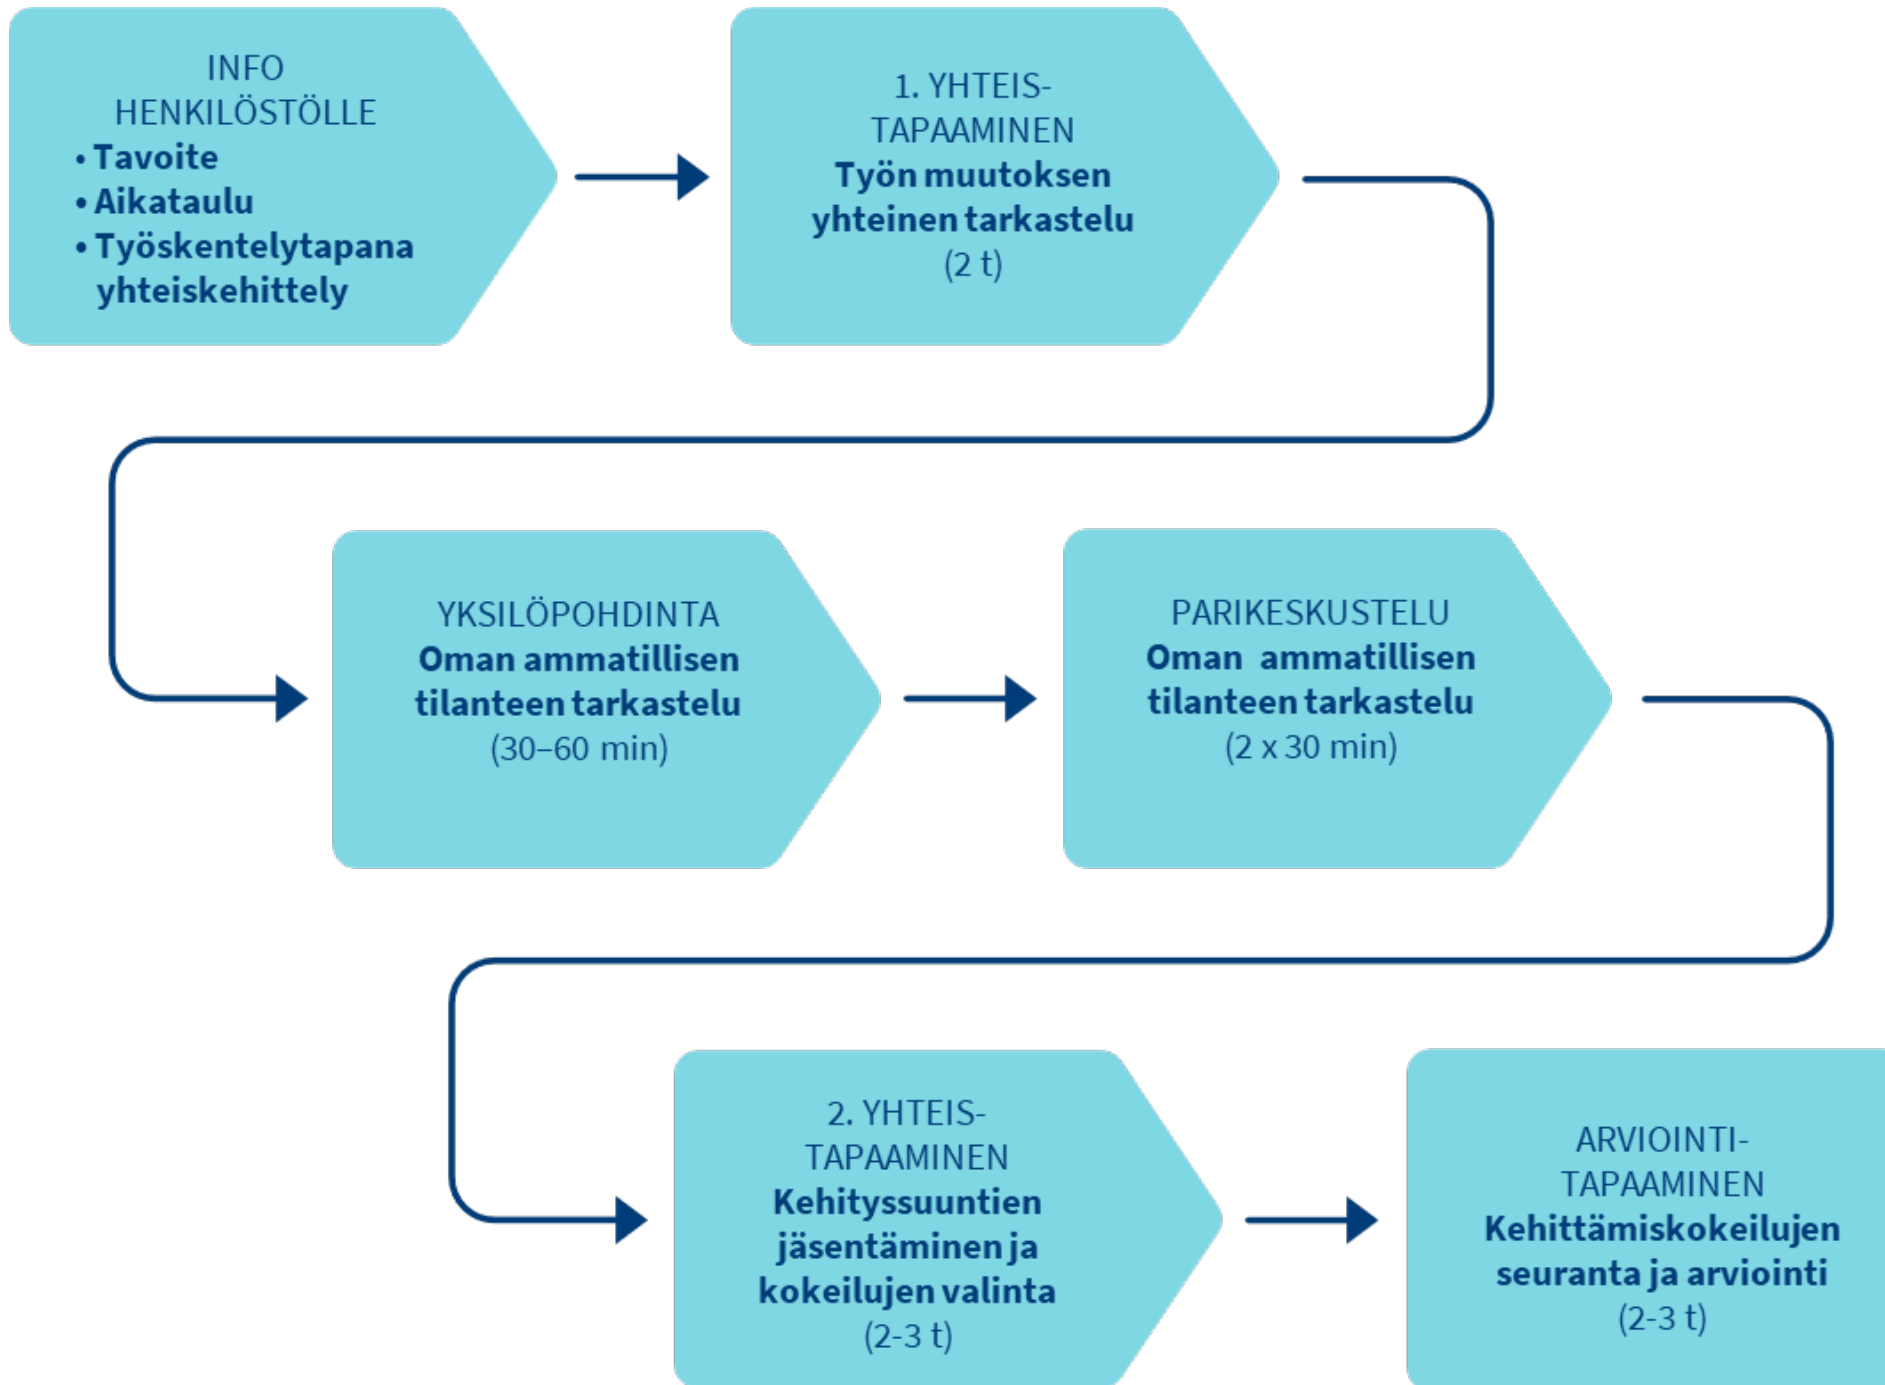 INFO
HENKILÖSTÖLLE
• Tavoite
• Aikataulu
• Työskentelytapana
yhteiskehittely
1. YHTEIS-
TAPAAMINEN
Työn muutoksen
yhteinen tarkastelu
(2 t)
YKSILÖPOHDINTA
Oman ammatillisen
tilanteen tarkastelu
(30–60 min)
PARIKESKUSTELU
Oman ammatillisen
tilanteen tarkastelu
(2 x 30 min)
2. YHTEIS-
TAPAAMINEN
Kehityssuuntien
jäsentäminen ja
kokeilujen valinta
(2-3 t)
ARVIOINTI-
TAPAAMINEN
Kehittämiskokeilujen
seuranta ja arviointi
(2-3 t)